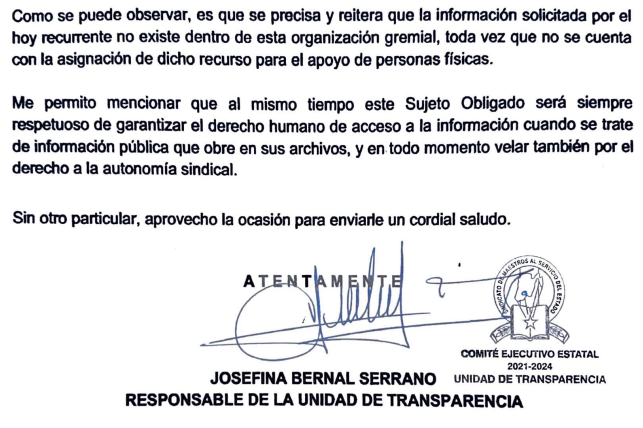 Como se puede observar, es que se precisa y reitera que la información solicitada por el
hoy recurrente no existe dentro de esta organización gremial, toda vez que no se cuenta
con la asignación de dicho recurso para el apoyo de personas físicas.
Me permito mencionar que al mismo tiempo este Sujeto Obligado será siempre
respetuoso de garantizar el derecho humano de acceso a la información cuando se trate
de información pública que obre en sus archivos, y en todo momento velar también por el
derecho a la autonomía sindical.
Sin otro particular, aprovecho la ocasión para enviarle un cordial saludo.
ATENTAMENTE
SINDICATO DE MAESTROS AL SERVICIO DEL ESTADO
COMITÉ EJECUTIVO ESTATAL
2021-2024
UNIDAD DE TRANSPARENCIA
JOSEFINA BERNAL SERRANO
RESPONSABLE DE LA UNIDAD DE TRANSPARENCIA